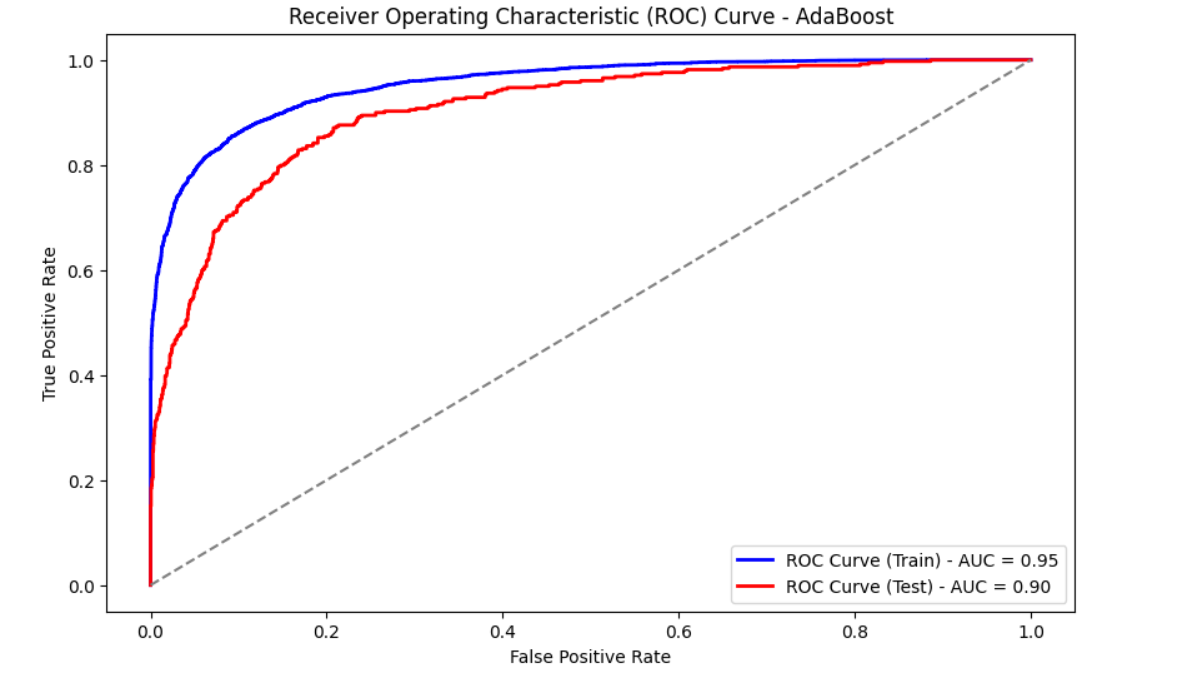 Receiver Operating Characteristic (ROC) Curve - AdaBoost
1.0
0.8
0.6
0.4
0.2
0.0
True Positive Rate
ROC Curve (Train) - AUC = 0.95
ROC Curve (Test) - AUC = 0.90
0.0 0.2 0.4 0.6 0.8 1.0
False Positive Rate